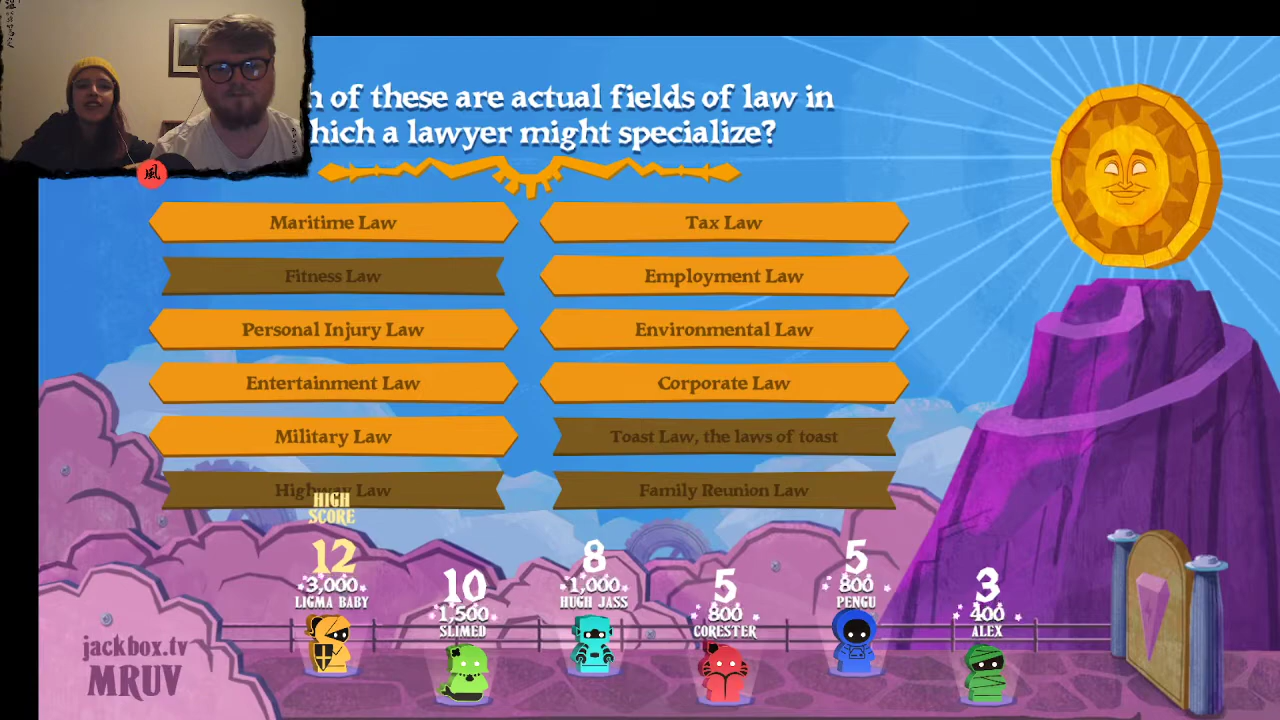 h of these are actual fields of law in
hich a lawyer might specialize?
風
Maritime Law
Tax Law
Fitness Law
Employment Law
Personal Injury Law
Environmental Law
Entertainment Law
Corporate Law
Military Law
Toast Law, the laws of toast
Highway Law
Family Reunion Law
HIGH
SCORE
12
3,000
LIGMA BABY
10
1,500
SLIMED
8
1,000
HUGH JASS
5
800
CORESTER
5
800
PENGU
3
400
ALEX
jackbox.tv
MRUV